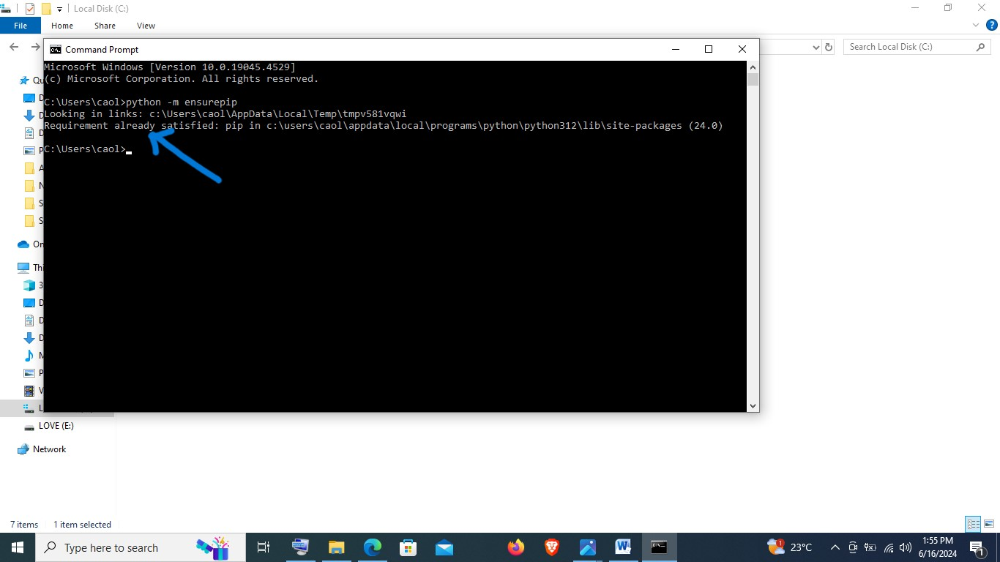 Local Disk (C:)
File Home Share View
Command Prompt
Search Local Disk (C:)
Microsoft Windows [Version 10.0.19045.4529]
(c) Microsoft Corporation. All rights reserved.
C:\Users\caol>python -m ensurepip
Looking in links: c:\Users\caol\AppData\Local\Temp\tmpv581vqwi
Requirement already satisfied: pip in c:\users\caol\appdata\local\programs\python\python312\lib\site-packages (24.0)
C:\Users\caol>
LOVE (E:)
Network
7 items 1 item selected
Type here to search
23°C
1:55 PM
6/16/2024
1